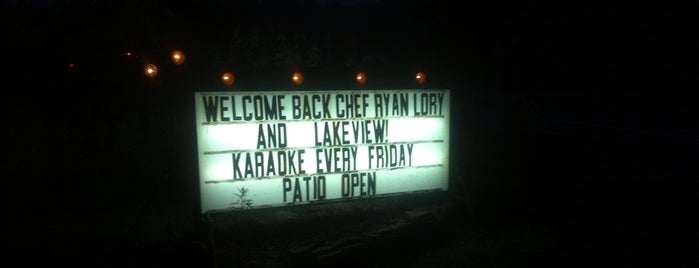 WELCOME BACK CHEF RYAN LORY
AND LAKEVIEW!
KARAOKE EVERY FRIDAY
PATIO OPEN